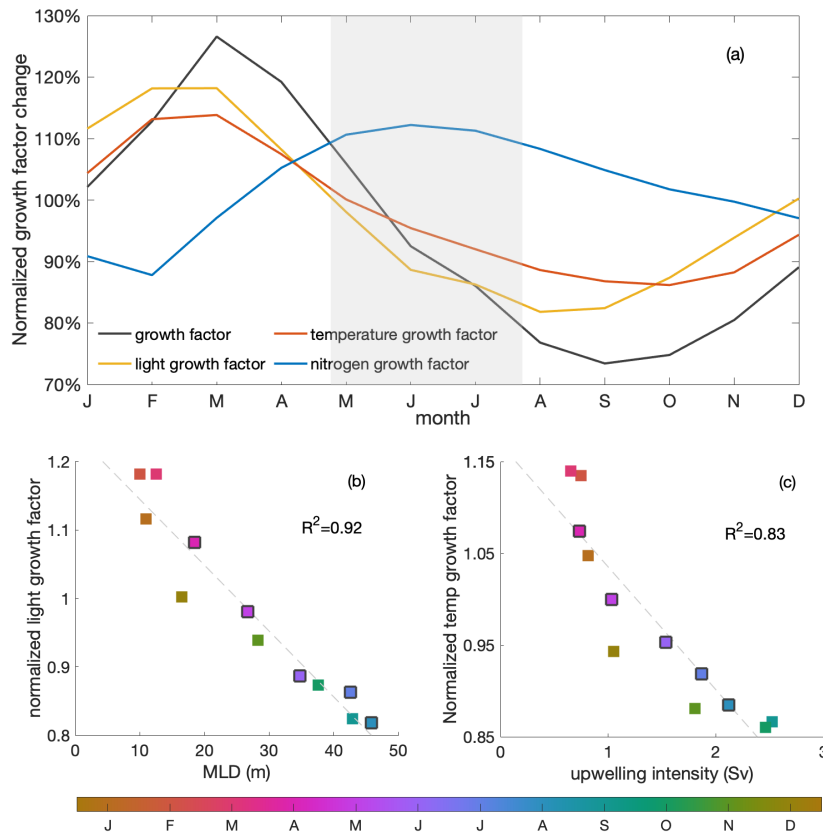 130%
120%
110%
100%
90%
80%
70%
Normalized growth factor change
(a)
growth factor
temperature growth factor
light growth factor
nitrogen growth factor
J F M A M J J A S O N D
month
1.2
1.1
1
0.9
0.8
normalized light growth factor
(b)
R²=0.92
0 10 20 30 40 50
MLD (m)
1.15
1.05
0.95
0.85
Normalized temp growth factor
(c)
R²=0.83
0 1 2 3
upwelling intensity (Sv)
J F M A M J J A S O N D